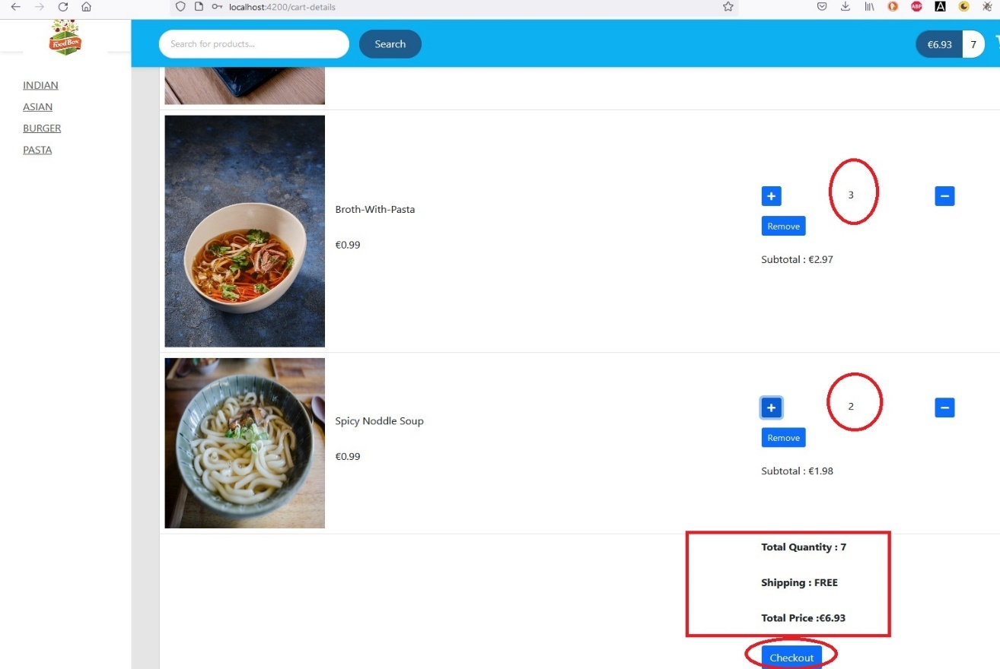 localhost:4200/cart-details
ABP
A
FoodBox
Search for products...
Search
€6.93 7
INDIAN
ASIAN
BURGER
PASTA
Broth-With-Pasta
€0.99
+ 3 −
Remove
Subtotal : €2.97
Spicy Noddle Soup
€0.99
+ 2 −
Remove
Subtotal : €1.98
Total Quantity : 7
Shipping : FREE
Total Price :€6.93
Checkout